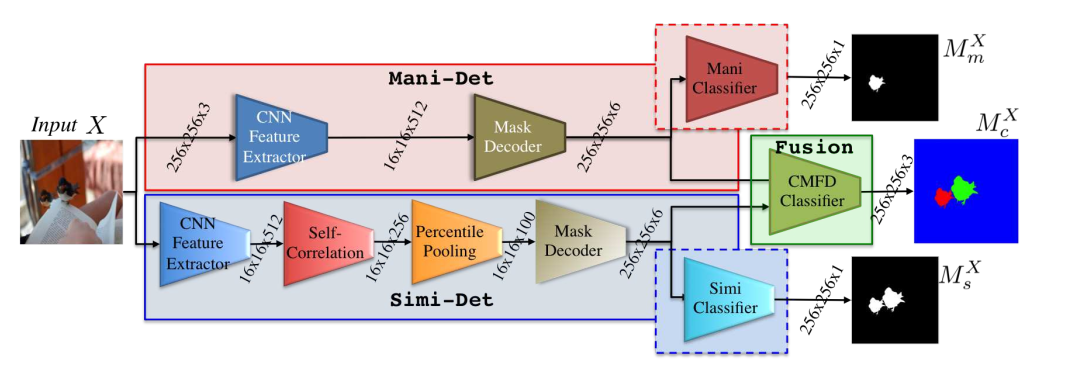 Mani-Det
Input X
256x256x3
CNN
Feature
Extractor
16x16x512
Mask
Decoder
256x256x6
Mani
Classifier
256x256x1
M_m^X
Fusion
CMFD
Classifier
256x256x3
M_c^X
CNN
Feature
Extractor
16x16x512
Self-
Correlation
16x16x256
Percentile
Pooling
16x16x100
Mask
Decoder
256x256x6
Simi-Det
Simi
Classifier
256x256x1
M_s^X